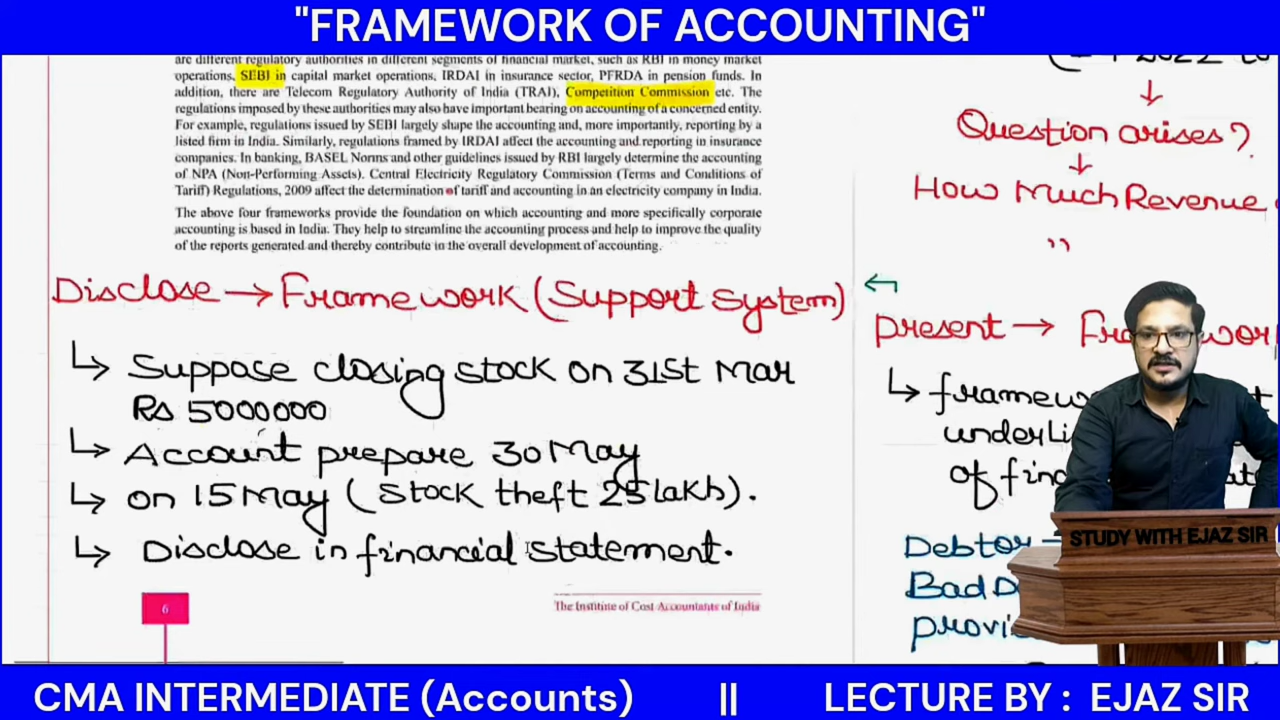 "FRAMEWORK OF ACCOUNTING"
are different regulatory authorities in different segments of financial market, such as RBI in money market
operations, SEBI in capital market operations, IRDAI in insurance sector, PFRDA in pension funds. In
addition, there are Telecom Regulatory Authority of India (TRAI), Competition Commission etc. The
regulations imposed by these authorities may also have important bearing on accounting of a concerned entity.
For example, regulations issued by SEBI largely shape the accounting and, more importantly, reporting by a
listed firm in India. Similarly, regulations framed by IRDAI affect the accounting and reporting in insurance
companies. In banking, BASEL Norms and other guidelines issued by RBI largely determine the accounting
of NPA (Non-Performing Assets). Central Electricity Regulatory Commission (Terms and Conditions of
Tariff) Regulations, 2009 affect the determination of tariff and accounting in an electricity company in India.
The above four frameworks provide the foundation on which accounting and more specifically corporate
accounting is based in India. They help to streamline the accounting process and help to improve the quality
of the reports generated and thereby contribute in the overall development of accounting.
Disclose → Framework (Support System)
↳ Suppose closing stock on 31st Mar
Rs 5000000
↳ Account prepare 30 May
↳ on 15 May (Stock theft 25 lakh).
↳ Disclose in financial statement.
6
The Institute of Cost Accountants of India
Question arises?
How Much Revenue
"
Present →
↳
of
Debtor
Bad D
provi
STUDY WITH EJAZ SIR
CMA INTERMEDIATE (Accounts) || LECTURE BY : EJAZ SIR